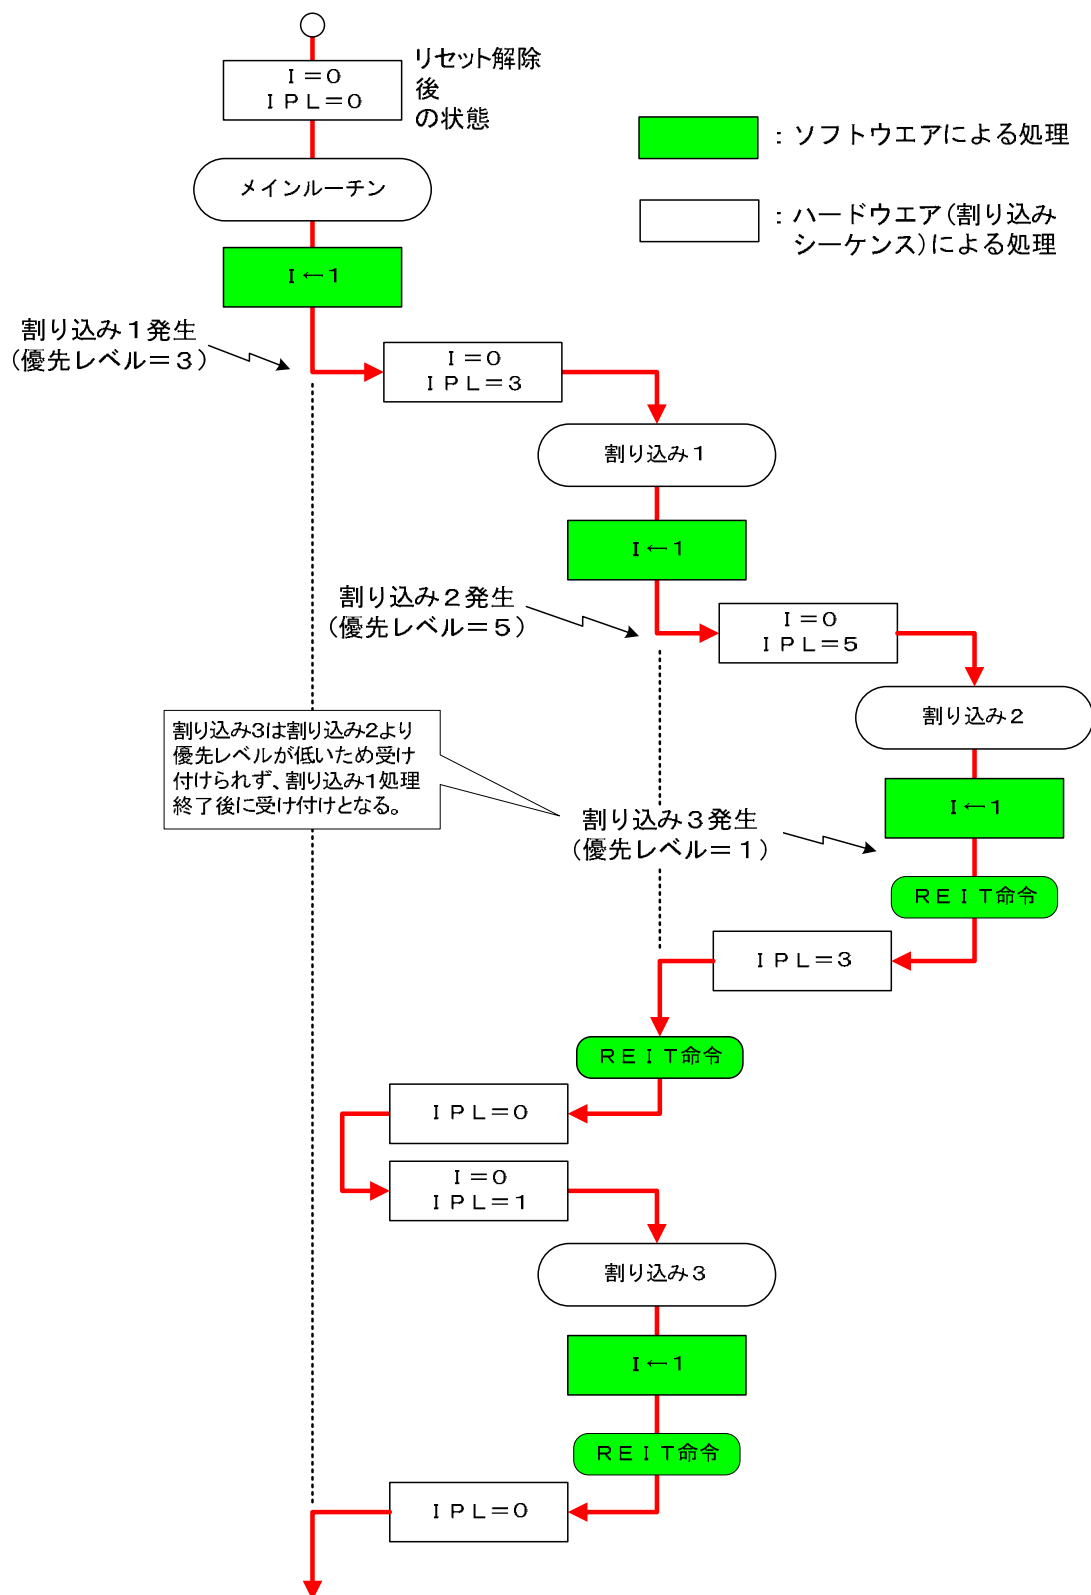 I＝0
IPL＝0
リセット解除
後
の状態
：ソフトウエアによる処理
メインルーチン
：ハードウエア（割り込み
シーケンス）による処理
I←1
割り込み１発生
（優先レベル＝３）
I＝0
IPL＝3
割り込み１
I←1
割り込み２発生
（優先レベル＝５）
I＝0
IPL＝5
割り込み２
割り込み3は割り込み2より
優先レベルが低いため受け
付けられず、割り込み1処理
終了後に受け付けとなる。
I←1
割り込み３発生
（優先レベル＝１）
REIT命令
IPL＝3
REIT命令
IPL＝0
I＝0
IPL＝1
割り込み３
I←1
REIT命令
IPL＝0